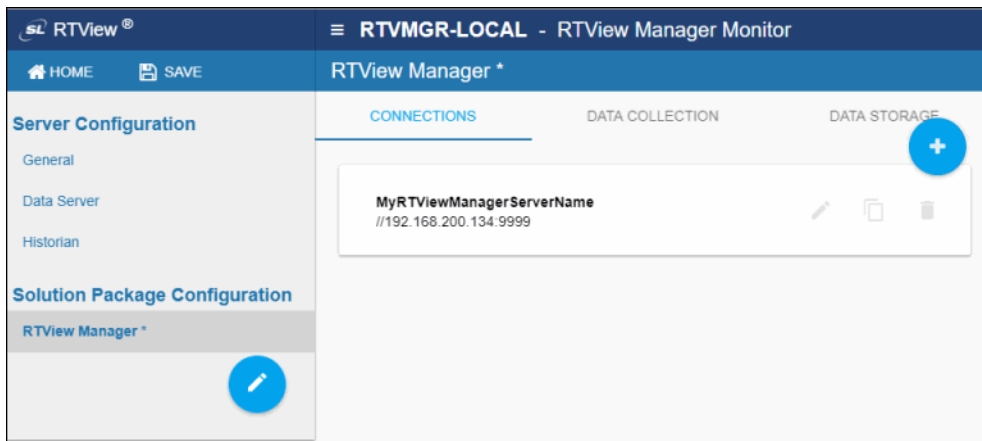 SL RTView ®
≡ RTVMGR-LOCAL - RTView Manager Monitor
HOME SAVE
RTView Manager *
Server Configuration
General
Data Server
Historian
Solution Package Configuration
RTView Manager *
CONNECTIONS DATA COLLECTION DATA STORAGE
MyRTViewManagerServerName
//192.168.200.134:9999